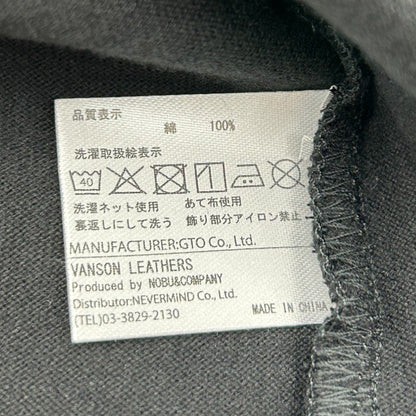 品質表示
綿 100%
洗濯取扱絵表示
40
洗濯ネット使用 あて布使用
裏返しにして洗う 飾り部分アイロン禁止
MANUFACTURER:GTO Co., Ltd.
VANSON LEATHERS
Produced by NOBU&COMPANY
Distributor:NEVERMIND Co., Ltd.
(TEL)03-3829-2130
MADE IN CHINA